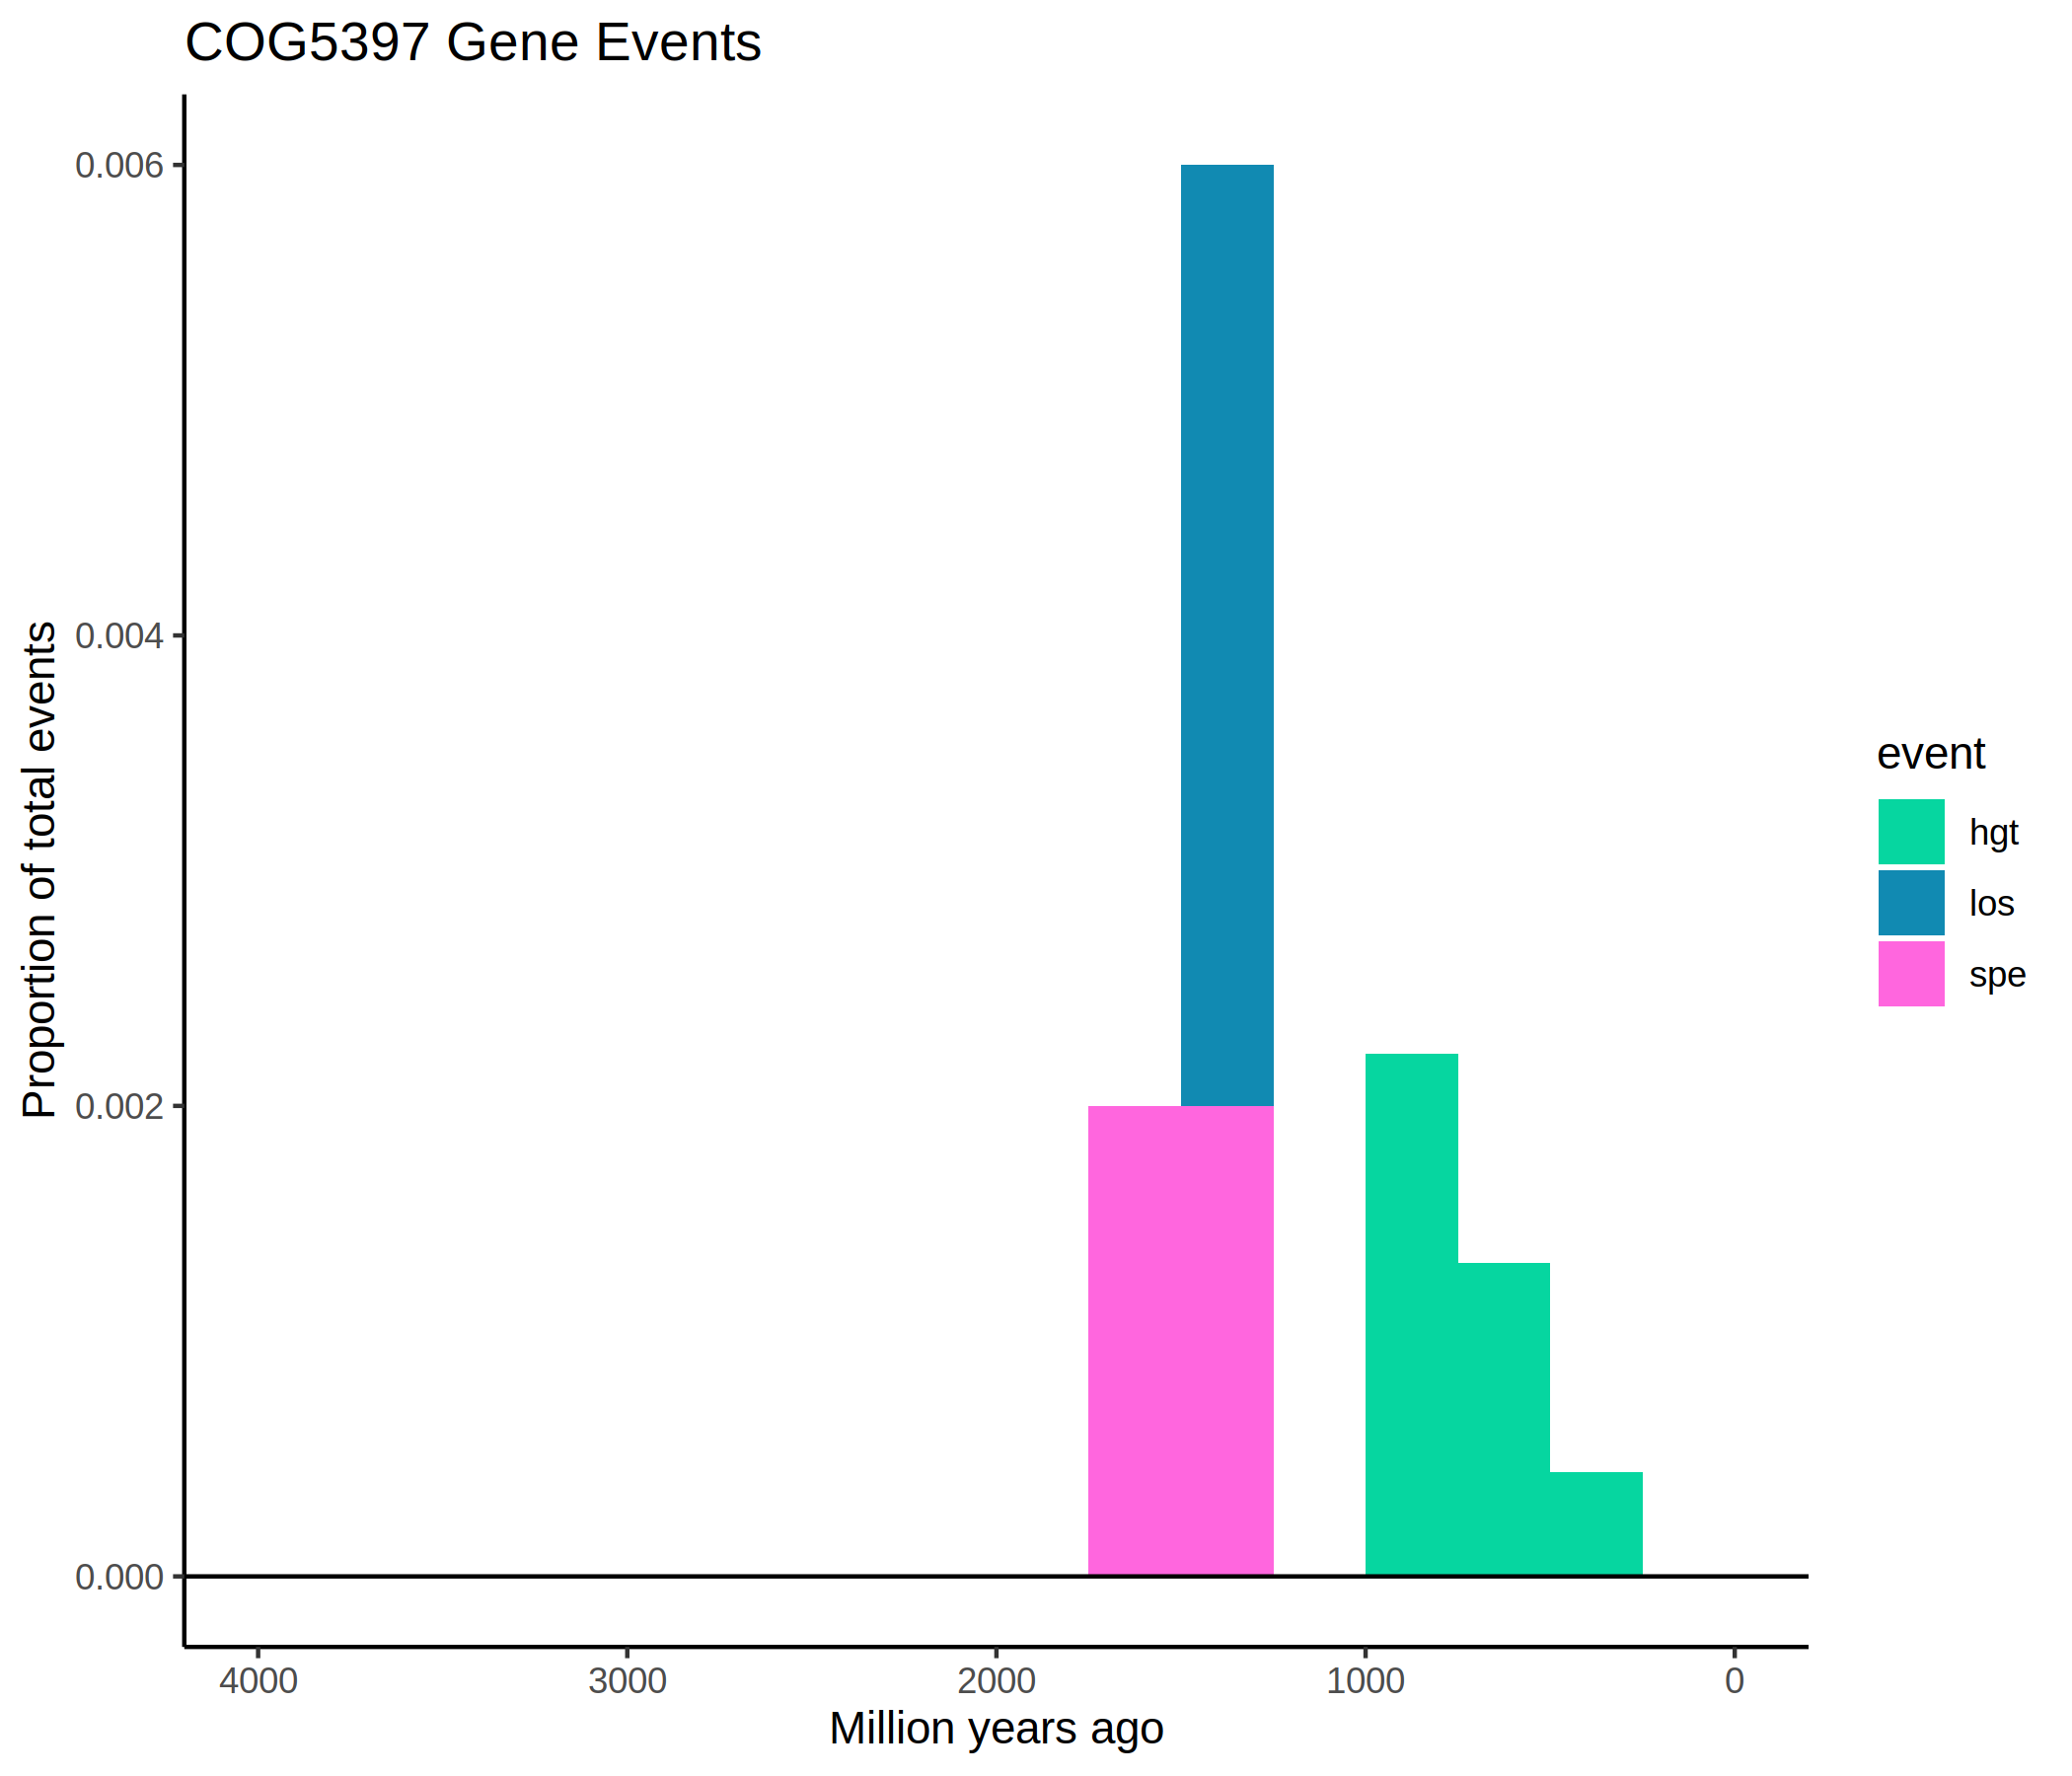 COG5397 Gene Events
Proportion of total events
0.006
0.004
0.002
0.000
4000 3000 2000 1000 0
Million years ago
event
hgt
los
spe